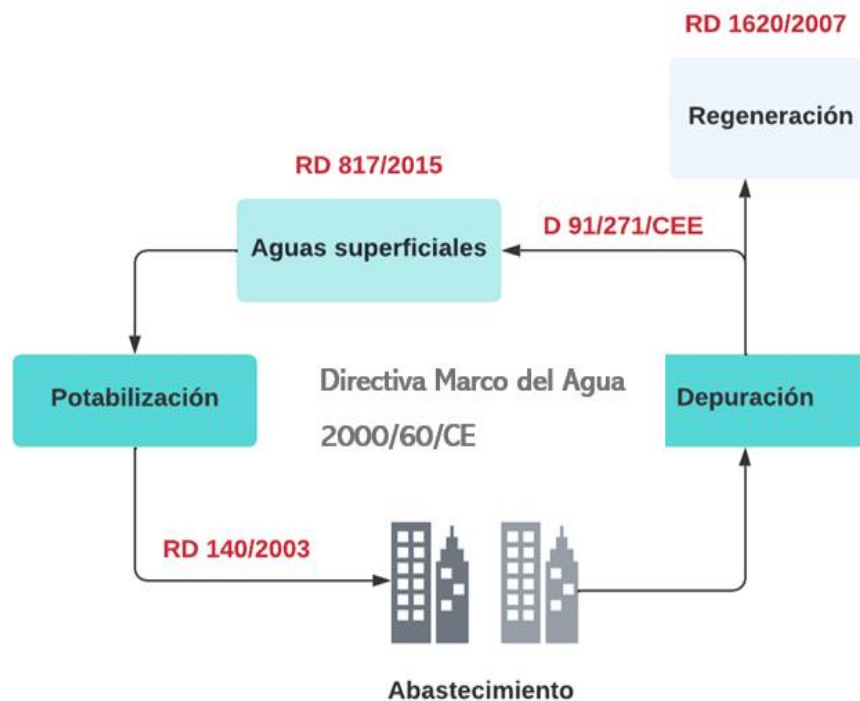 RD 1620/2007
Regeneración
RD 817/2015
Aguas superficiales
D 91/271/CEE
Potabilización
Directiva Marco del Agua
2000/60/CE
Depuración
RD 140/2003
Abastecimiento